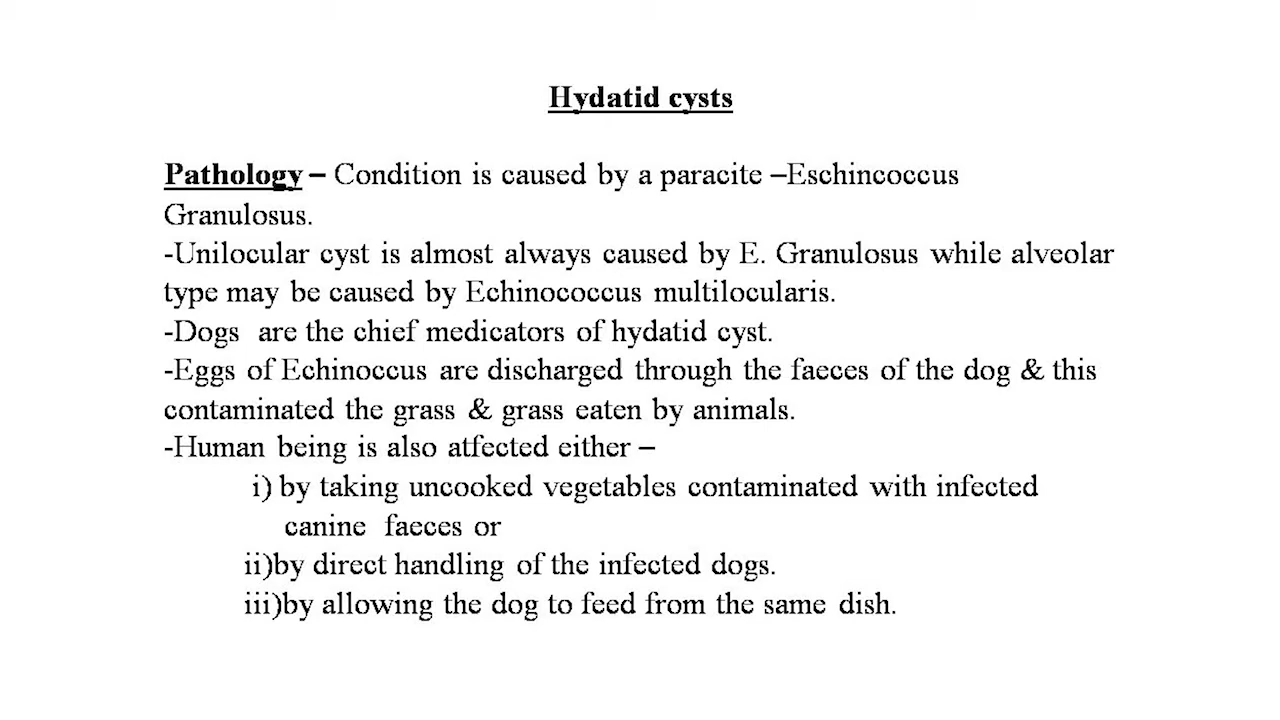 Hydatid cysts
Pathology – Condition is caused by a paracite –Eschincoccus
Granulosus.
-Unilocular cyst is almost always caused by E. Granulosus while alveolar
type may be caused by Echinococcus multilocularis.
-Dogs  are the chief medicators of hydatid cyst.
-Eggs of Echinoccus are discharged through the faeces of the dog & this
contaminated the grass & grass eaten by animals.
-Human being is also atfected either –
i) by taking uncooked vegetables contaminated with infected
canine  faeces or
ii)by direct handling of the infected dogs.
iii)by allowing the dog to feed from the same dish.